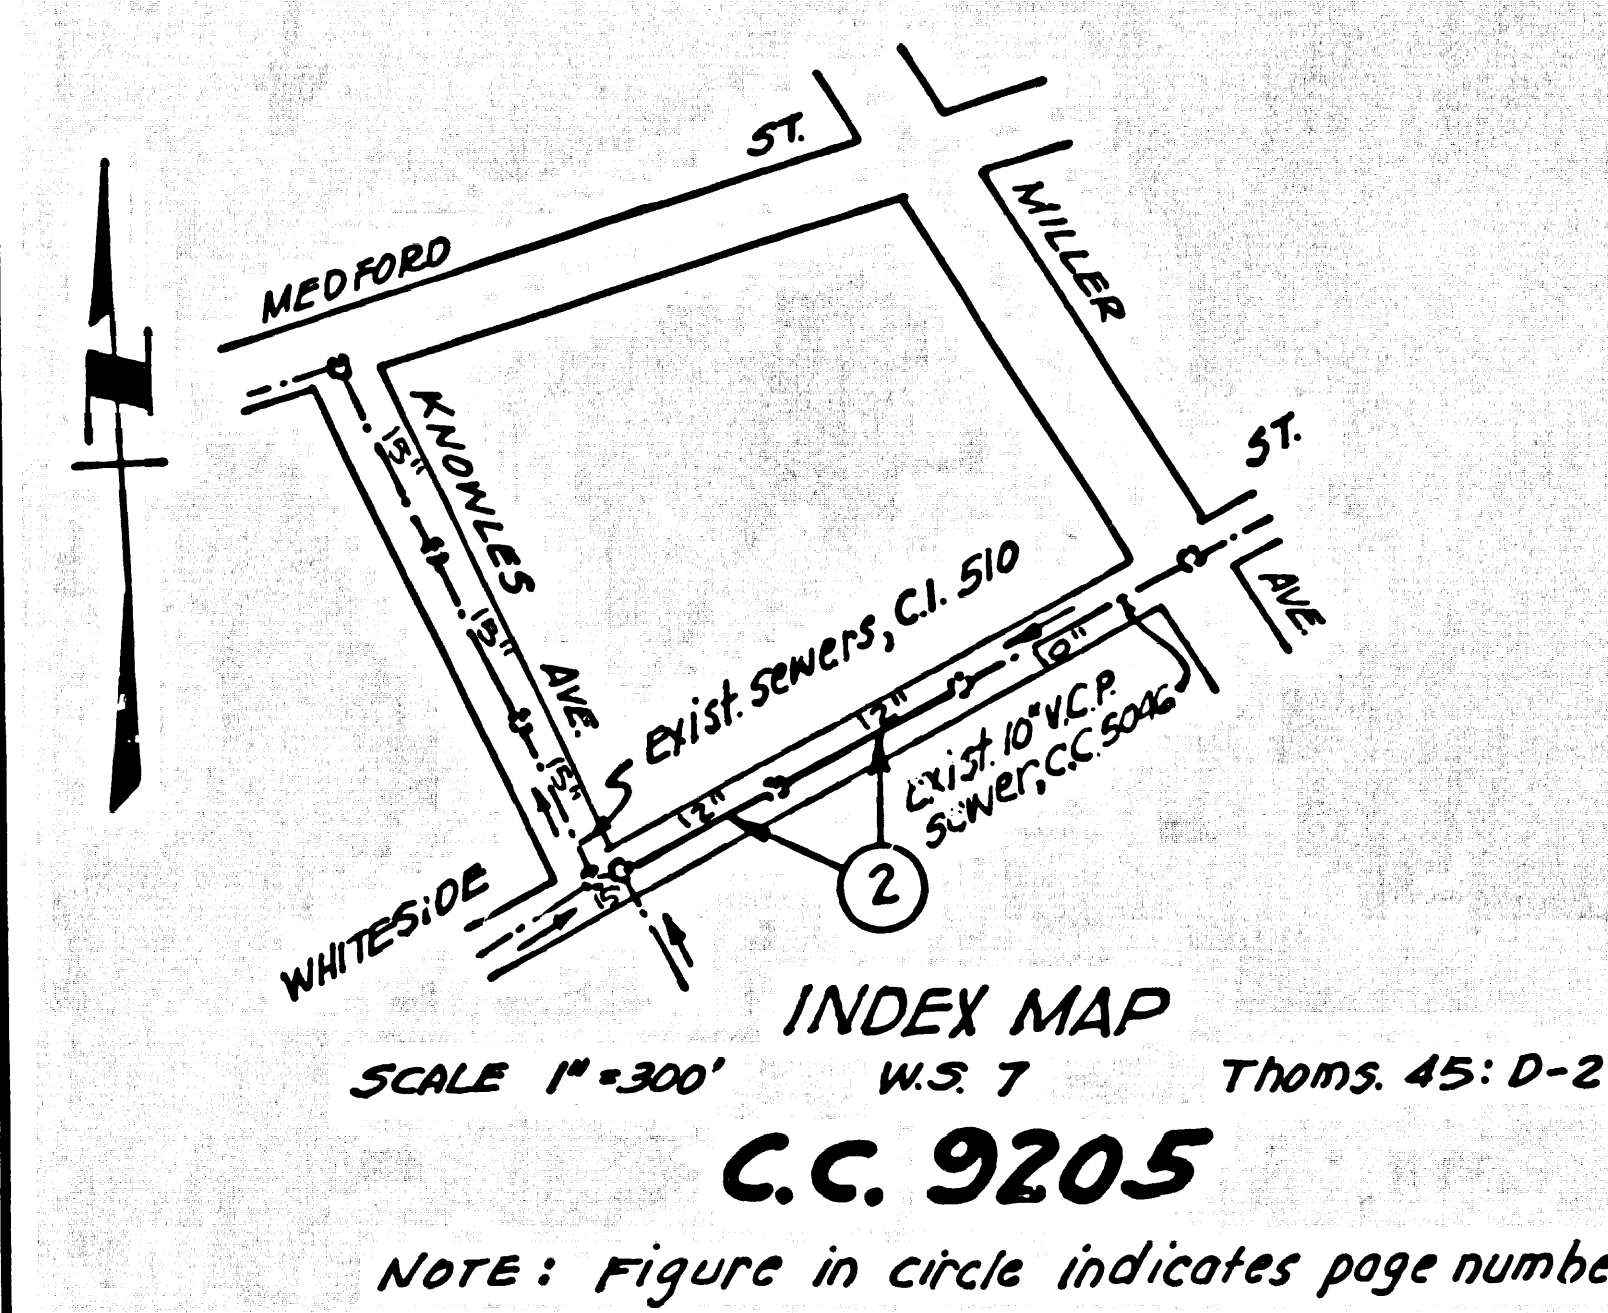 ST.
MILLER
MEDFORD
N
KNOWLES
AVE.
ST.
AVE.
15"
15"
15"
Exist. sewers, C.I. 510
10"
12"
12"
Exist. 10" V.C.P.
sewer, C.C. 5046
15"
2
WHITESIDE
INDEX MAP
SCALE 1" = 300' W.S. 7 Thoms. 45: D-2
C.C. 9205
NOTE: Figure in circle indicates page numbe